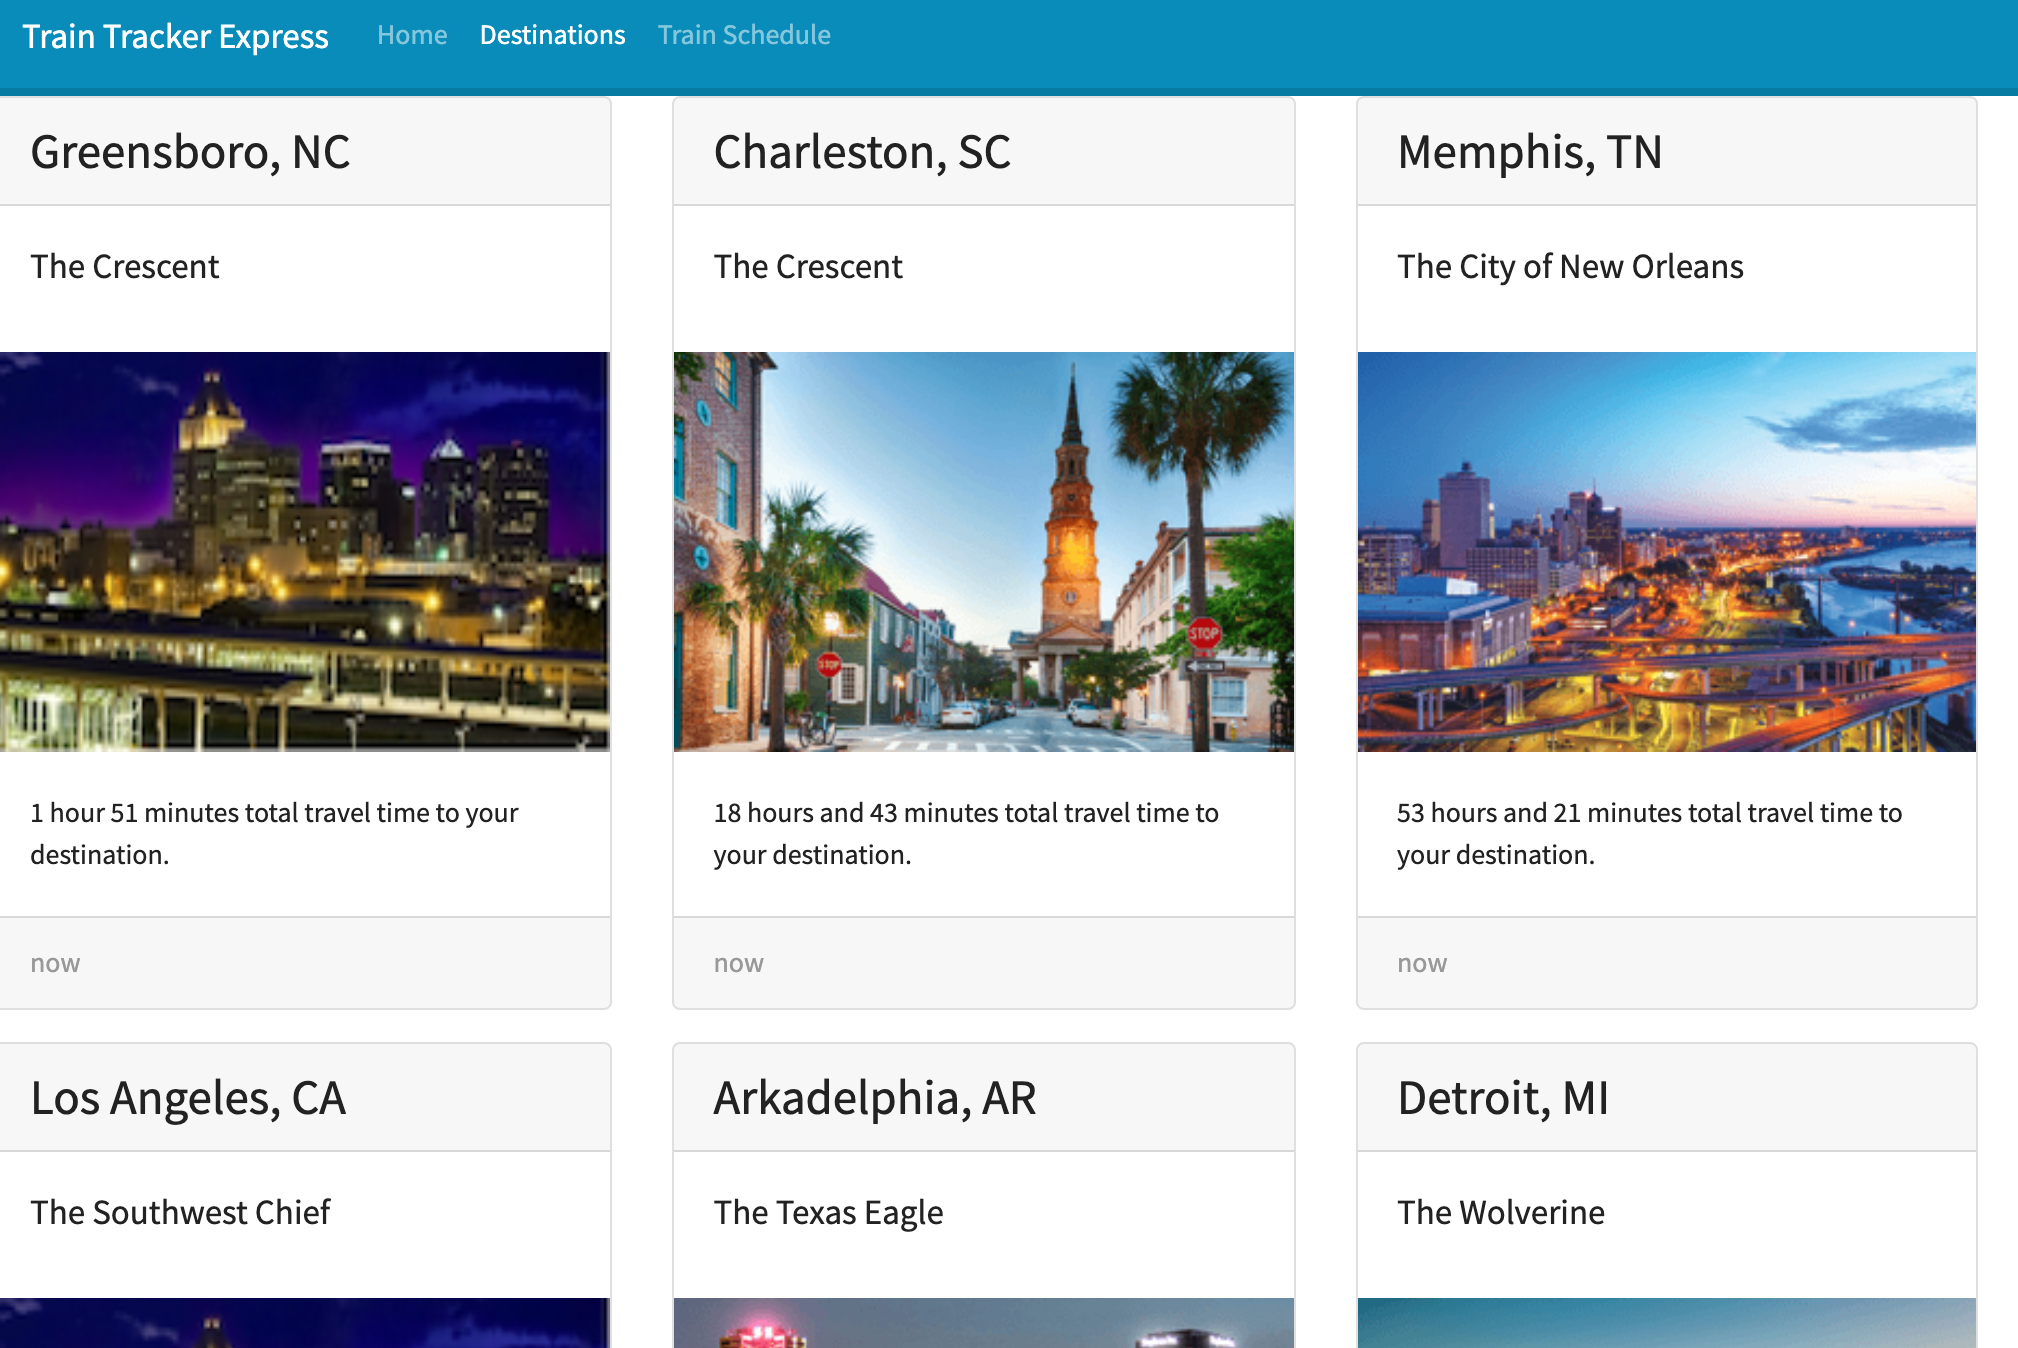 Train Tracker Express Home Destinations Train Schedule
Greensboro, NC
The Crescent
1 hour 51 minutes total travel time to your
destination.
now
Charleston, SC
The Crescent
STOP
STOP
18 hours and 43 minutes total travel time to
your destination.
now
Memphis, TN
The City of New Orleans
53 hours and 21 minutes total travel time to
your destination.
now
Los Angeles, CA
The Southwest Chief
Arkadelphia, AR
The Texas Eagle
Detroit, MI
The Wolverine